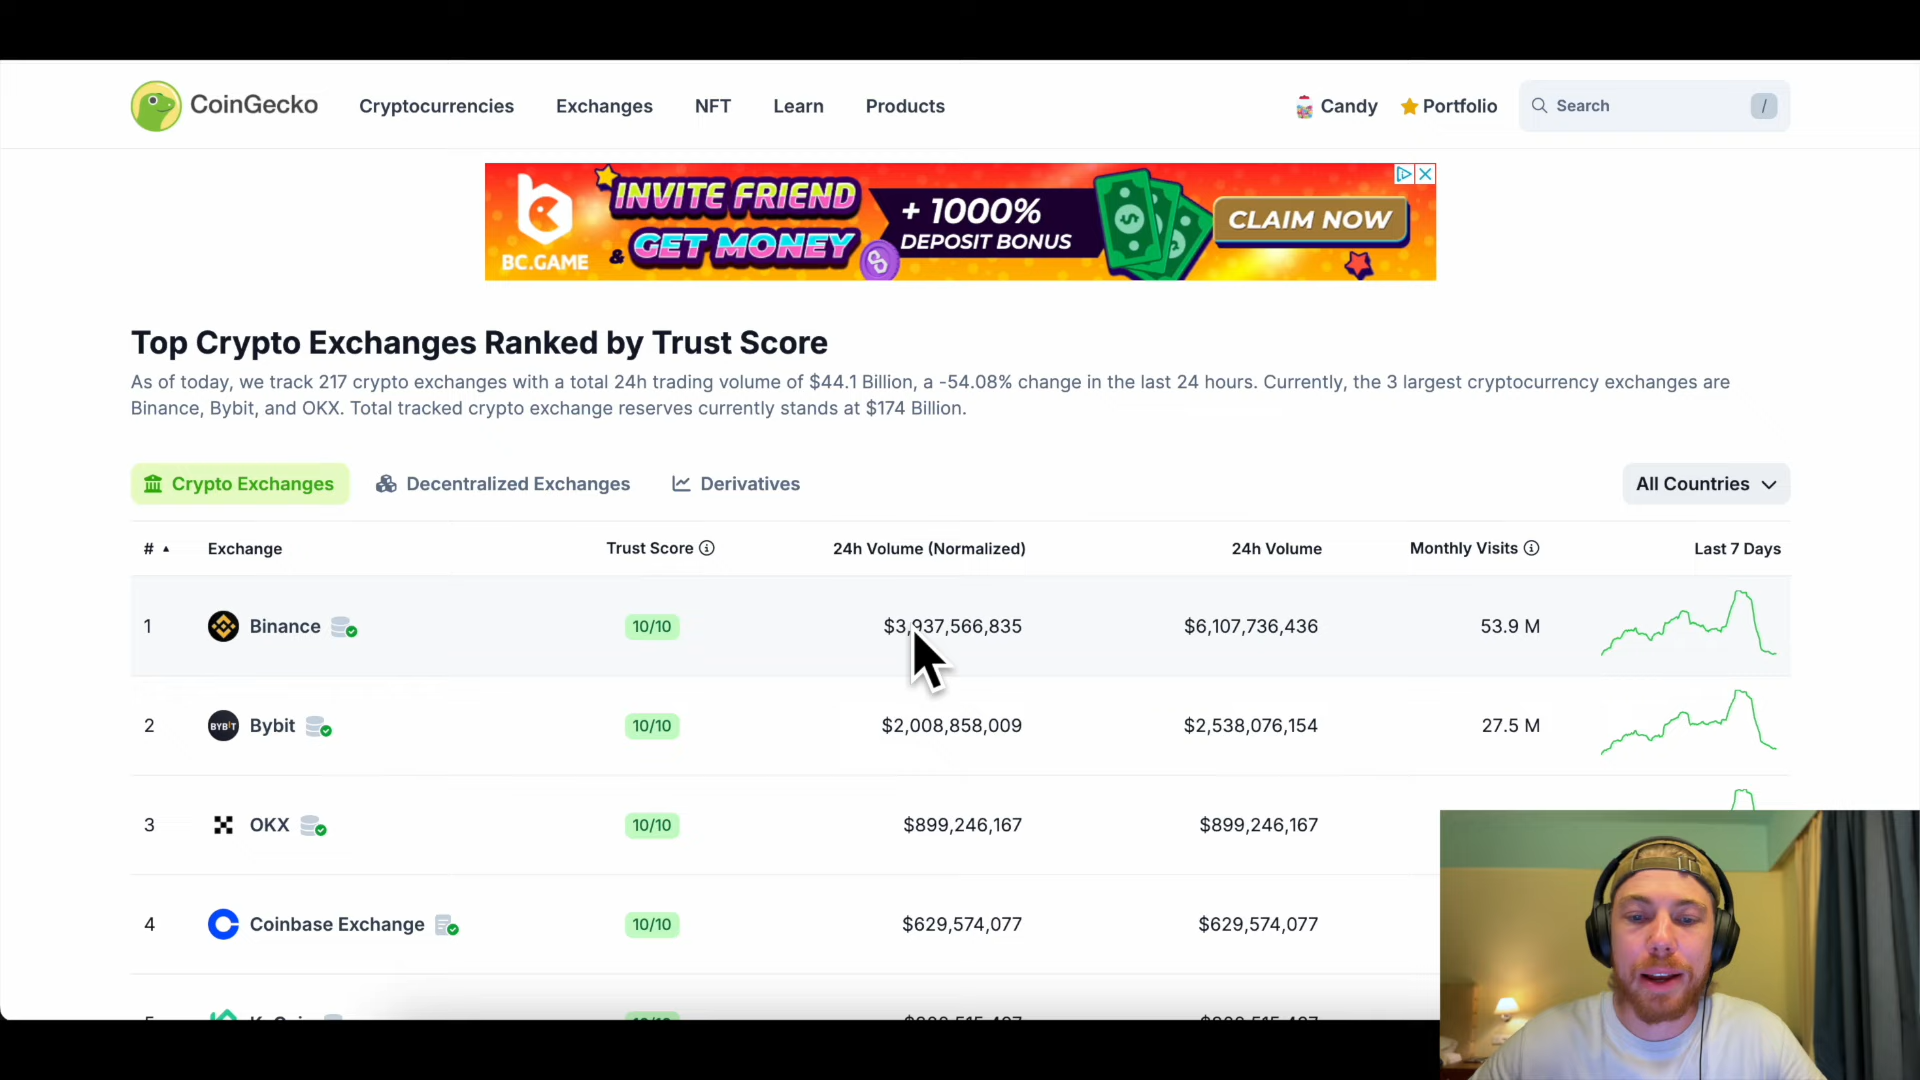 CoinGecko Cryptocurrencies Exchanges NFT Learn Products Candy Portfolio Search /
BC.GAME
INVITE FRIEND
& GET MONEY
+ 1000%
DEPOSIT BONUS
CLAIM NOW
Top Crypto Exchanges Ranked by Trust Score
As of today, we track 217 crypto exchanges with a total 24h trading volume of $44.1 Billion, a -54.08% change in the last 24 hours. Currently, the 3 largest cryptocurrency exchanges are
Binance, Bybit, and OKX. Total tracked crypto exchange reserves currently stands at $174 Billion.
Crypto Exchanges Decentralized Exchanges Derivatives All Countries
# Exchange Trust Score 24h Volume (Normalized) 24h Volume Monthly Visits Last 7 Days
1 Binance 10/10 $3,937,566,835 $6,107,736,436 53.9 M
2 BYBIT Bybit 10/10 $2,008,858,009 $2,538,076,154 27.5 M
3 OKX 10/10 $899,246,167 $899,246,167
4 Coinbase Exchange 10/10 $629,574,077 $629,574,077